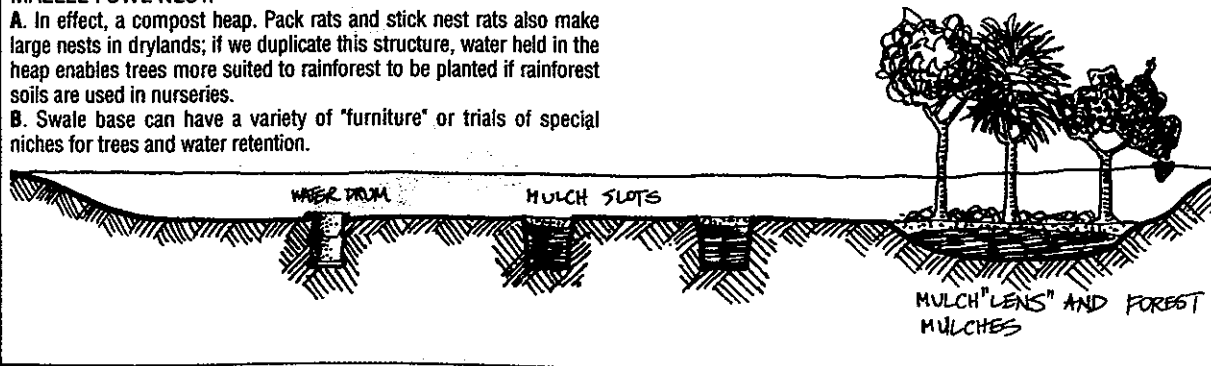 A. In effect, a compost heap. Pack rats and stick nest rats also make
large nests in drylands; if we duplicate this structure, water held in the
heap enables trees more suited to rainforest to be planted if rainforest
soils are used in nurseries.
B. Swale base can have a variety of "furniture" or trials of special
niches for trees and water retention.
WATER DRUM
MULCH SLOTS
MULCH "LENS" AND FOREST
MULCHES